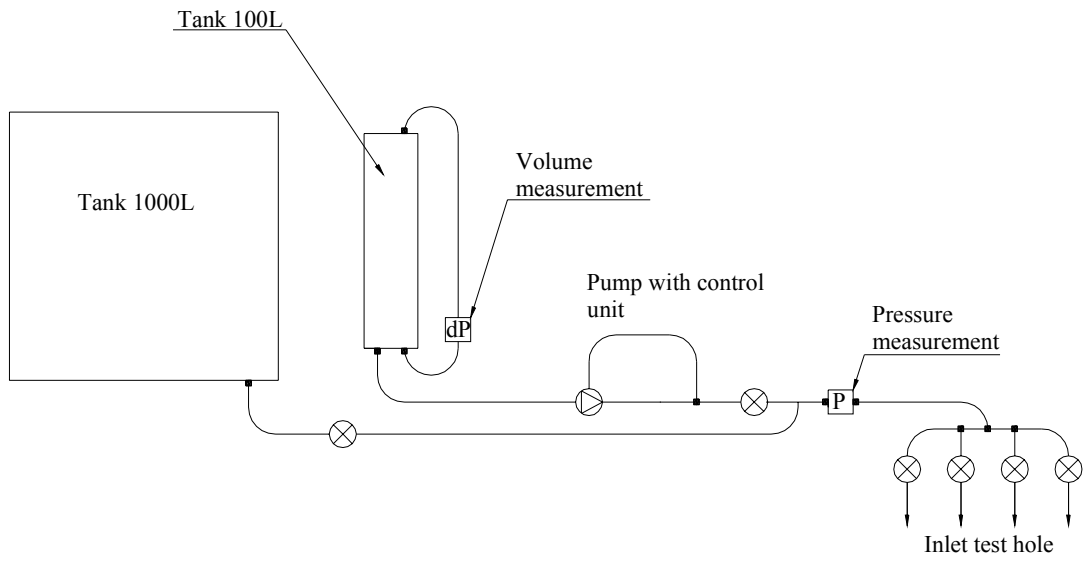 Tank 100L
Tank 1000L
Volume
measurement
dP
Pump with control
unit
Pressure
measurement
P
Inlet test hole